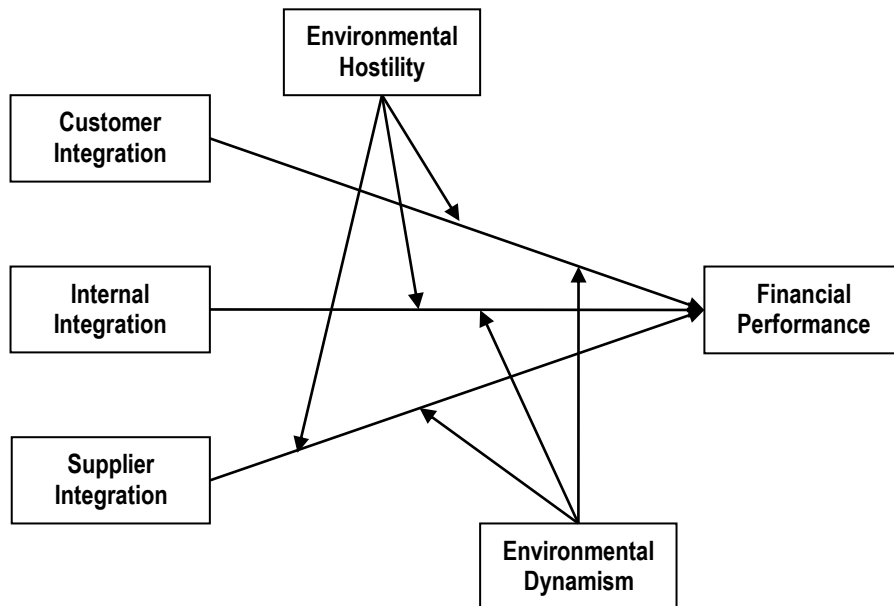 Environmental
Hostility
Customer
Integration
Internal
Integration
Financial
Performance
Supplier
Integration
Environmental
Dynamism